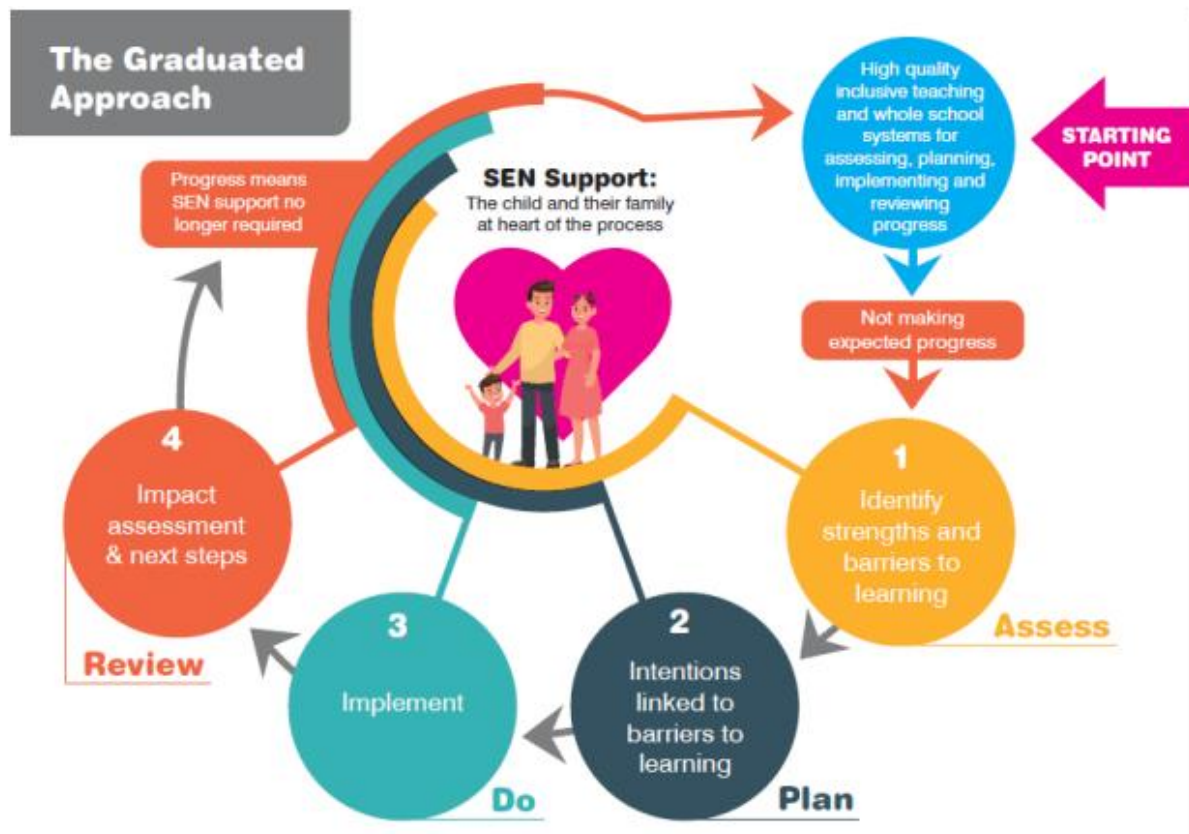 The Graduated
Approach
High quality
inclusive teaching
and whole school
systems for
assessing, planning,
implementing and
reviewing
progress
STARTING
POINT
Progress means
SEN support no
longer required
SEN Support:
The child and their family
at heart of the process
Not making
expected progress
1
Identify
strengths and
barriers to
learning
Assess
2
Intentions
linked to
barriers to
learning
Plan
3
Implement
Do
4
Impact
assessment
& next steps
Review